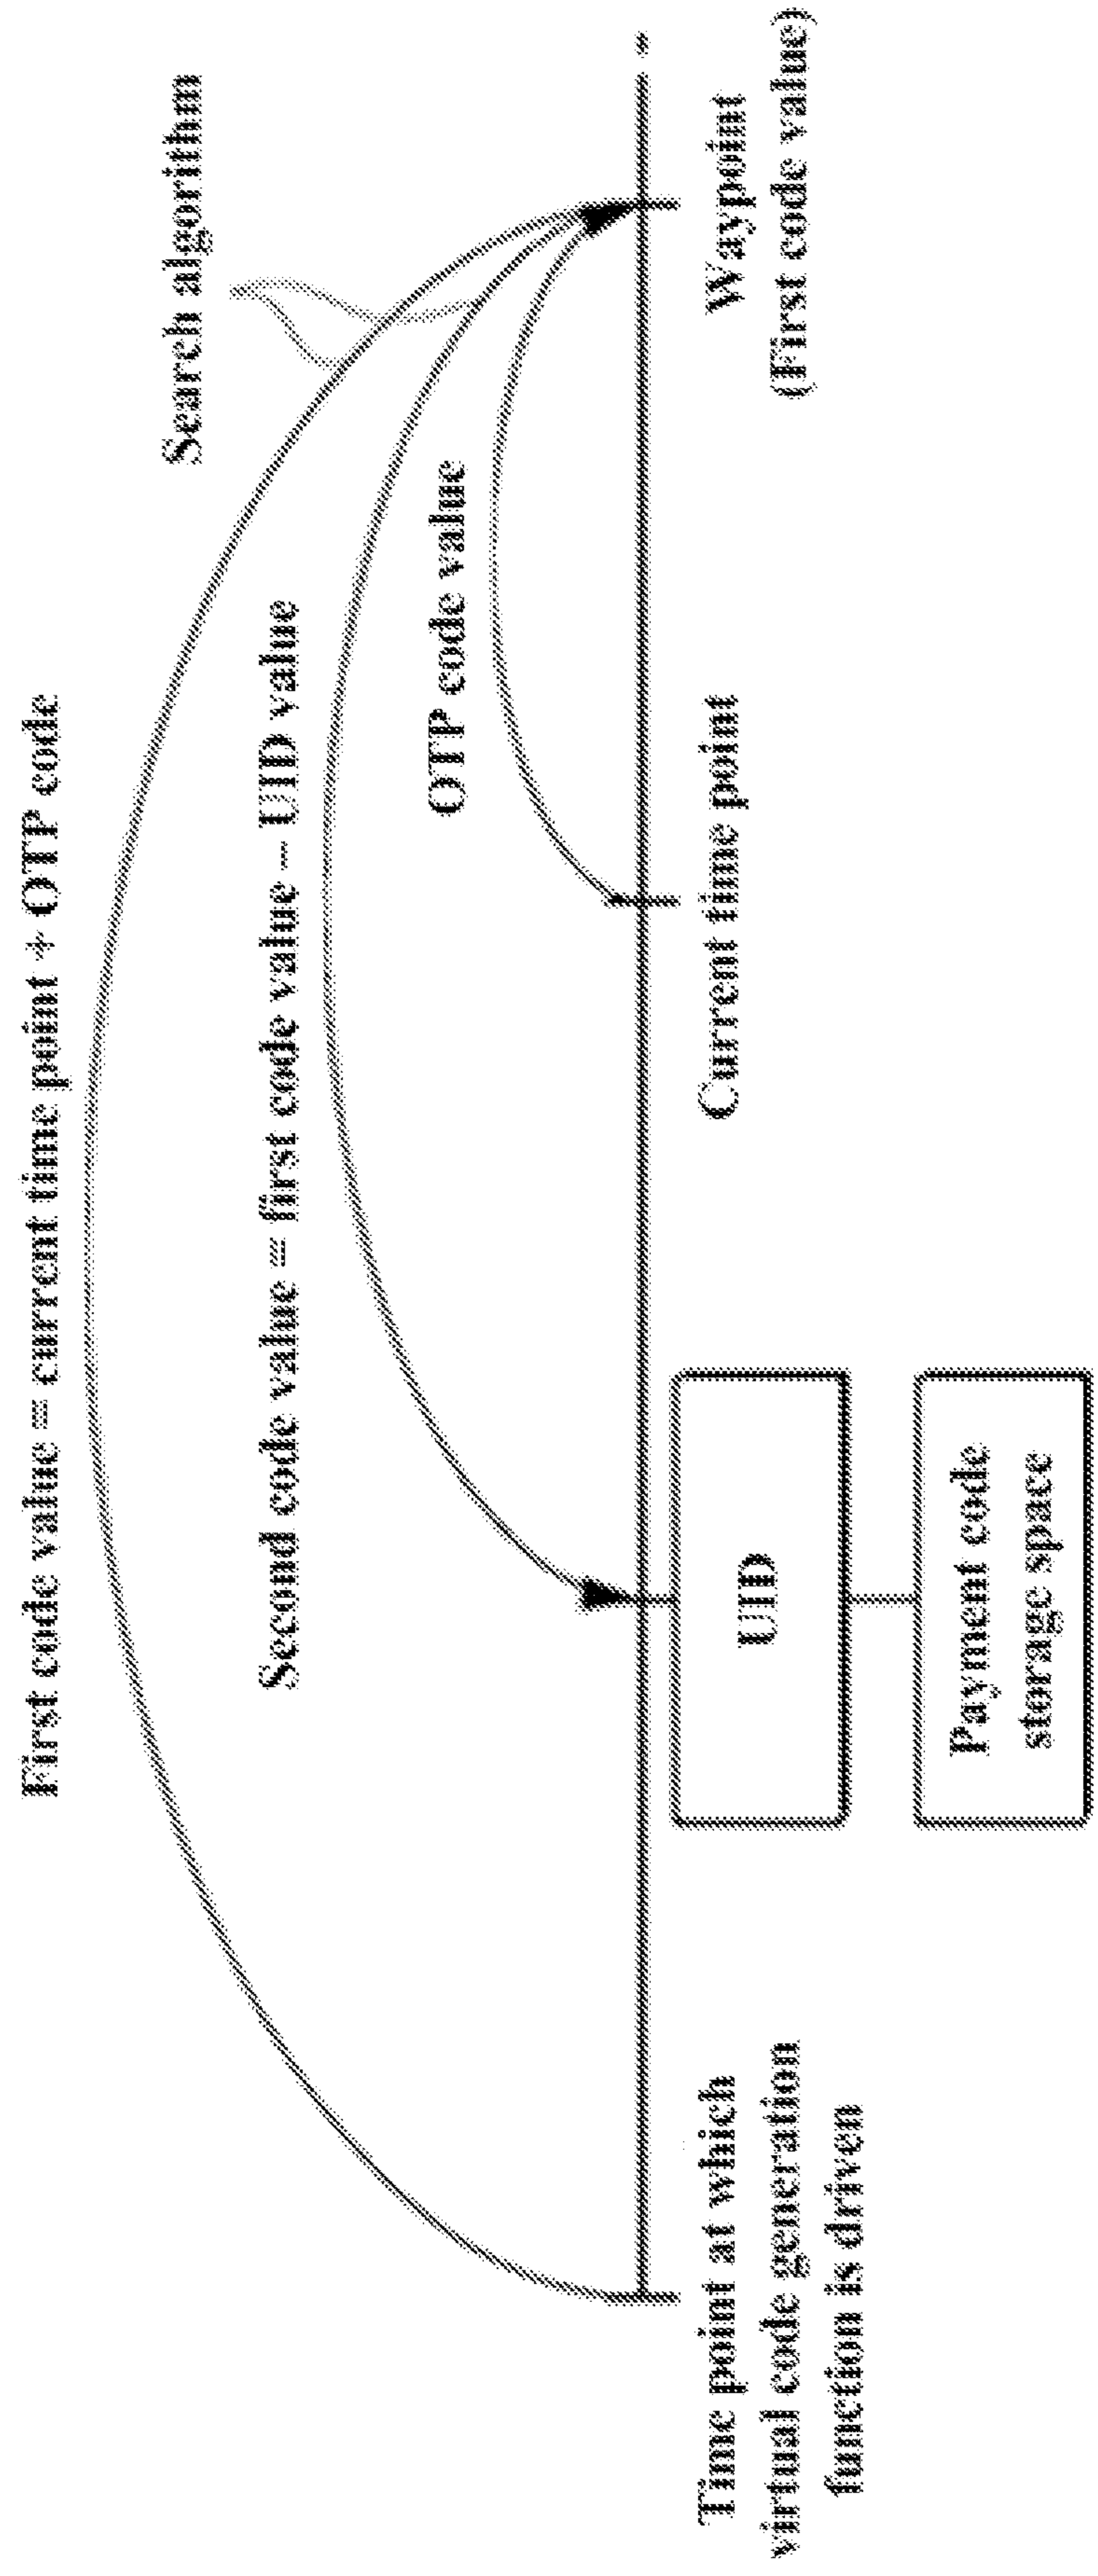 First code value = current time point + OTP code
Search algorithm
Second code value = first code value - UID value
OTP code value
Time point at which
virtual code generation
function is driven
UID
Payment code
storage space
Current time point
Waypoint
(First code value)